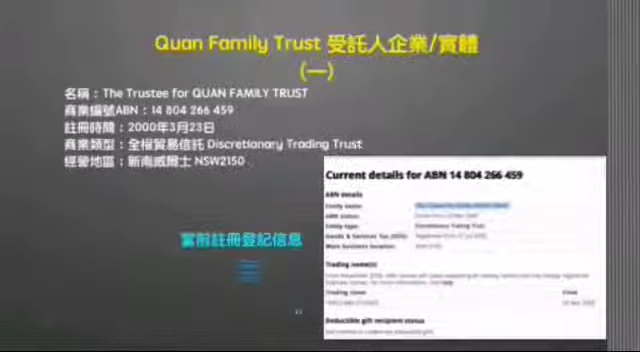 Quan Family Trust 受託人企業/實體
(一)
名稱：The Trustee for QUAN FAMILY TRUST
商業編號ABN：14 804 266 459
註冊時間：2000年3月23日
商業類型：全權貿易信託 Discretionary Trading Trust
經營地區：新南威爾士 NSW2150
Current details for ABN 14 804 266 459
ABN details
Entity name:
ABN status:
Entity type:
Discretionary Trading Trust
Goods & Services Tax (GST):
Main business location:
當前註冊登記信息
Trading name(s)
Trading name
From
Deductible gift recipient status